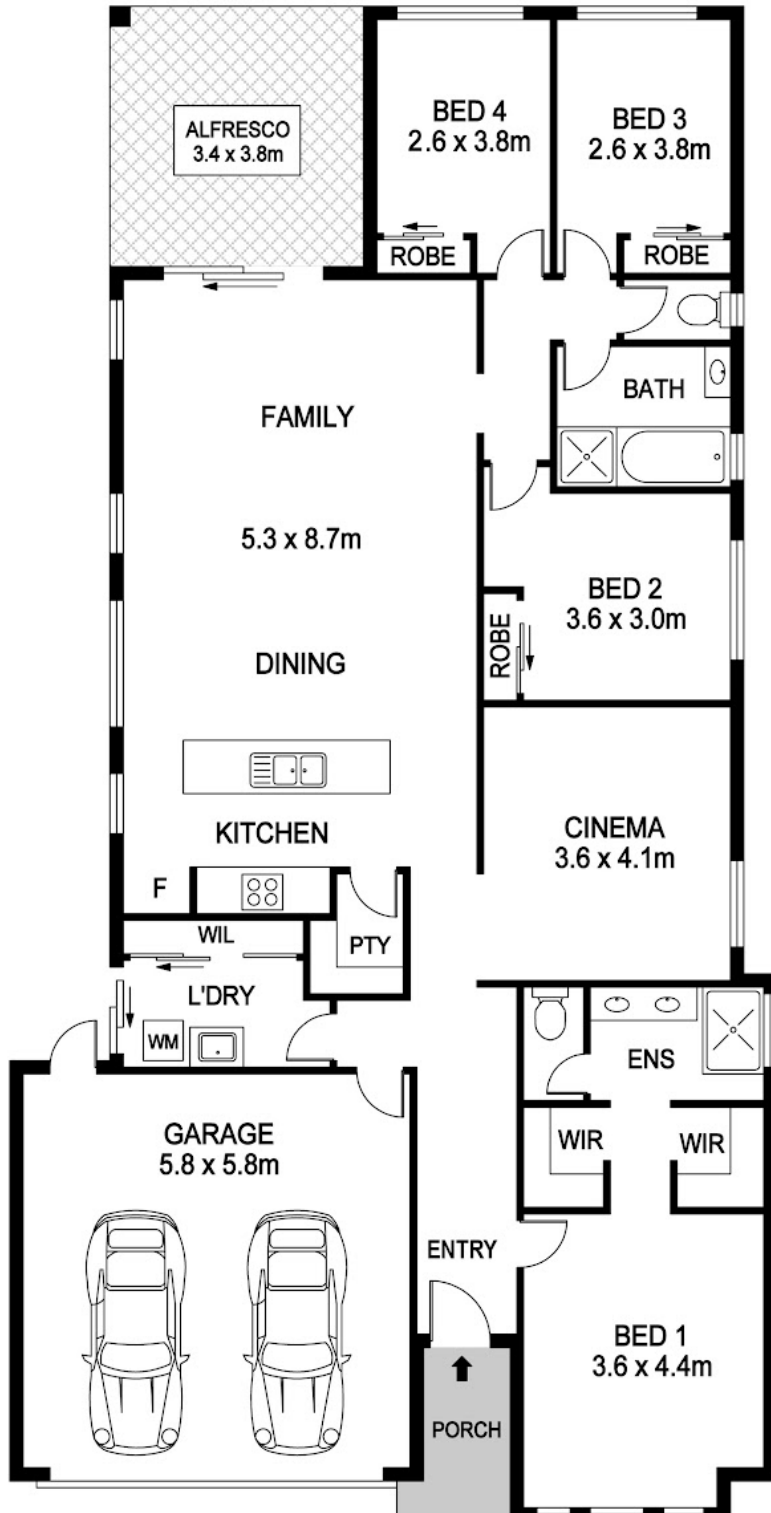 ALFRESCO
3.4 x 3.8m
BED 4
2.6 x 3.8m
BED 3
2.6 x 3.8m
ROBE
ROBE
BATH
FAMILY
5.3 x 8.7m
BED 2
3.6 x 3.0m
ROBE
DINING
KITCHEN
CINEMA
3.6 x 4.1m
F
WIL
PTY
L'DRY
WM
ENS
WIR
WIR
GARAGE
5.8 x 5.8m
ENTRY
BED 1
3.6 x 4.4m
PORCH